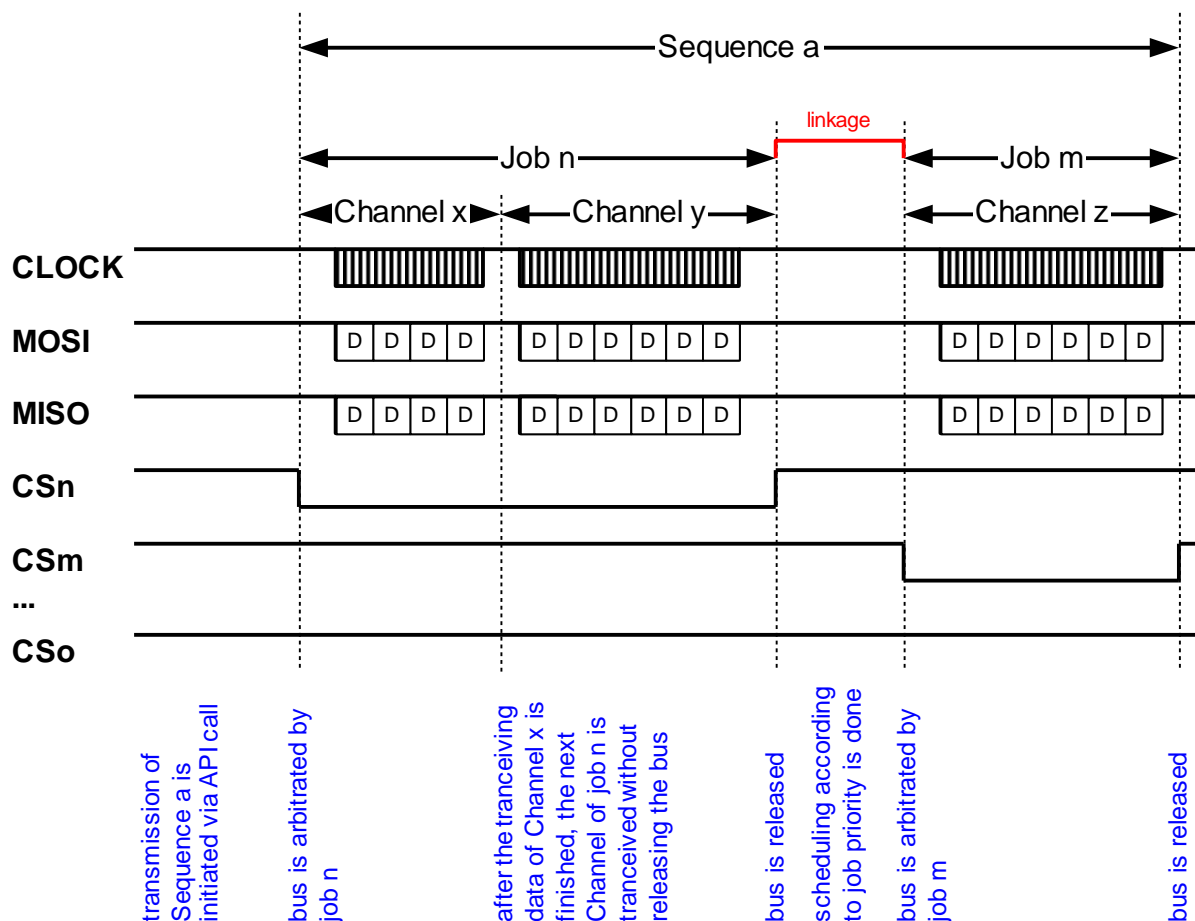 Sequence a
linkage
Job n
Job m
Channel x
Channel y
Channel z
CLOCK
MOSI
D D D D
D D D D D D
D D D D D D
MISO
D D D D
D D D D D D
D D D D D D
CSn
CSm
...
CSo
transmission of
Sequence a is
initiated via API call
bus is arbitrated by
job n
after the tranceiving
data of Channel x is
finished, the next
Channel of job n is
tranceived without
releasing the bus
bus is released
scheduling according
to job priority is done
bus is arbitrated by
job m
bus is released